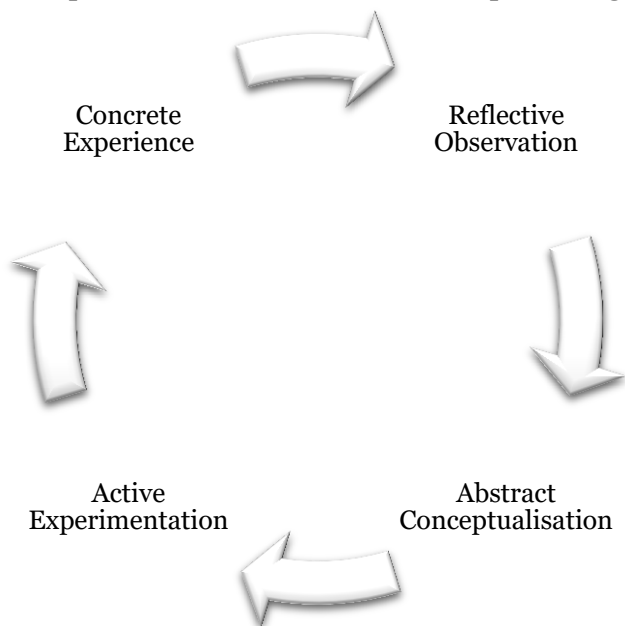 Concrete
Experience
Reflective
Observation
Active
Experimentation
Abstract
Conceptualisation